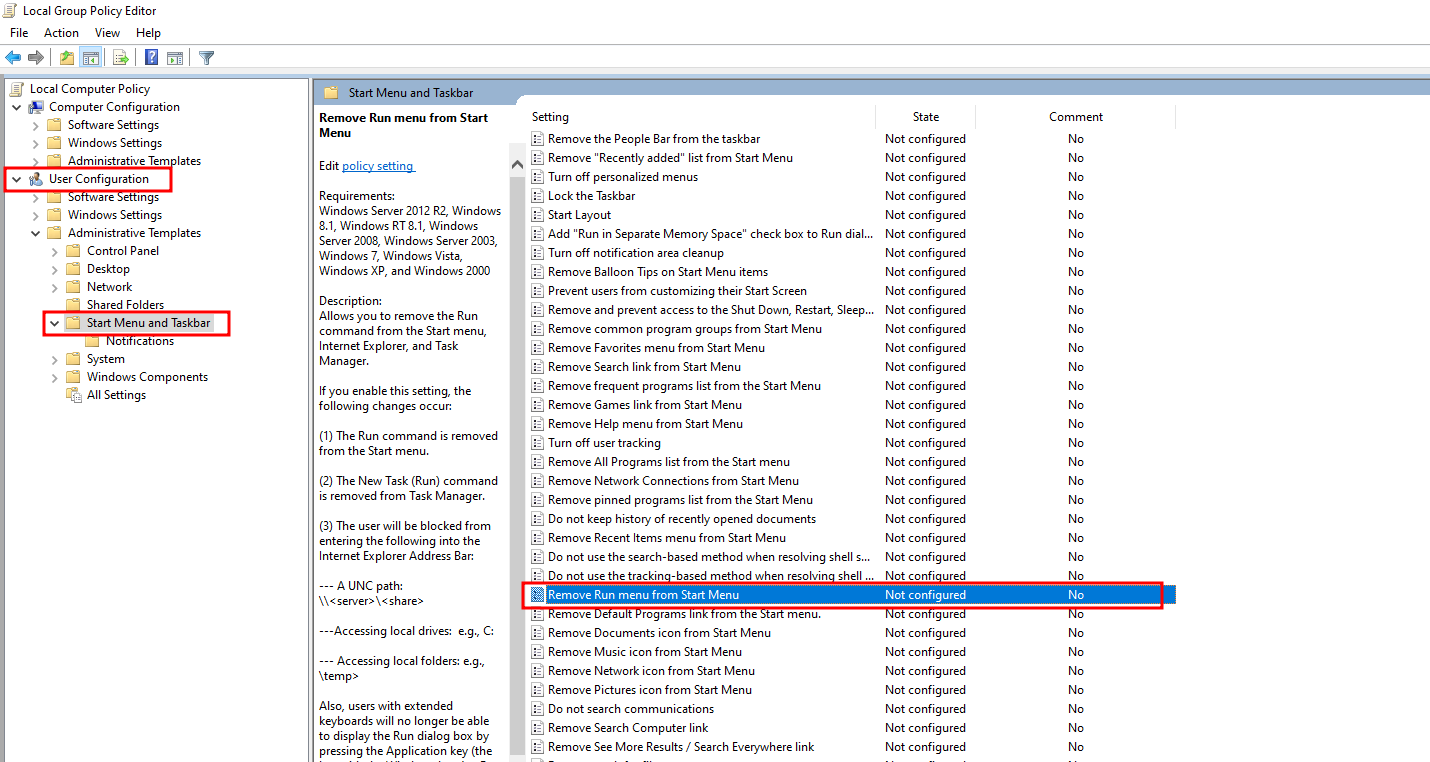 Local Group Policy Editor
File Action View Help
Local Computer Policy
Computer Configuration
Software Settings
Windows Settings
Administrative Templates
User Configuration
Software Settings
Windows Settings
Administrative Templates
Control Panel
Desktop
Network
Shared Folders
Start Menu and Taskbar
Notifications
System
Windows Components
All Settings
Start Menu and Taskbar
Remove Run menu from Start
Menu
Edit policy setting
Requirements:
Windows Server 2012 R2, Windows
8.1, Windows RT 8.1, Windows
Server 2008, Windows Server 2003,
Windows 7, Windows Vista,
Windows XP, and Windows 2000
Description:
Allows you to remove the Run
command from the Start menu,
Internet Explorer, and Task
Manager.
If you enable this setting, the
following changes occur:
(1) The Run command is removed
from the Start menu.
(2) The New Task (Run) command
is removed from Task Manager.
(3) The user will be blocked from
entering the following into the
Internet Explorer Address Bar:
--- A UNC path:
\\<server>\<share>
---Accessing local drives: e.g., C:
--- Accessing local folders: e.g.,
\temp>
Also, users with extended
keyboards will no longer be able
to display the Run dialog box by
pressing the Application key (the
Setting State Comment
Remove the People Bar from the taskbar Not configured No
Remove "Recently added" list from Start Menu Not configured No
Turn off personalized menus Not configured No
Lock the Taskbar Not configured No
Start Layout Not configured No
Add "Run in Separate Memory Space" check box to Run dial... Not configured No
Turn off notification area cleanup Not configured No
Remove Balloon Tips on Start Menu items Not configured No
Prevent users from customizing their Start Screen Not configured No
Remove and prevent access to the Shut Down, Restart, Sleep... Not configured No
Remove common program groups from Start Menu Not configured No
Remove Favorites menu from Start Menu Not configured No
Remove Search link from Start Menu Not configured No
Remove frequent programs list from the Start Menu Not configured No
Remove Games link from Start Menu Not configured No
Remove Help menu from Start Menu Not configured No
Turn off user tracking Not configured No
Remove All Programs list from the Start menu Not configured No
Remove Network Connections from Start Menu Not configured No
Remove pinned programs list from the Start Menu Not configured No
Do not keep history of recently opened documents Not configured No
Remove Recent Items menu from Start Menu Not configured No
Do not use the search-based method when resolving shell s... Not configured No
Do not use the tracking-based method when resolving shell ... Not configured No
Remove Run menu from Start Menu Not configured No
Remove Default Programs link from the Start menu. Not configured No
Remove Documents icon from Start Menu Not configured No
Remove Music icon from Start Menu Not configured No
Remove Network icon from Start Menu Not configured No
Remove Pictures icon from Start Menu Not configured No
Do not search communications Not configured No
Remove Search Computer link Not configured No
Remove See More Results / Search Everywhere link Not configured No